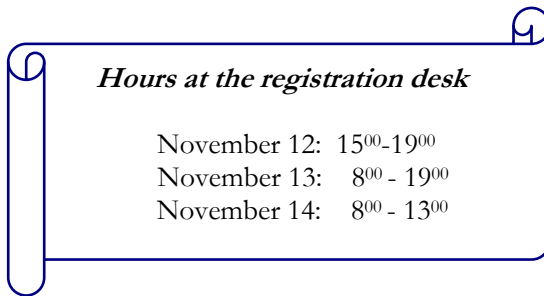 Hours at the registration desk
November 12: 15⁰⁰-19⁰⁰
November 13: 8⁰⁰ - 19⁰⁰
November 14: 8⁰⁰ - 13⁰⁰